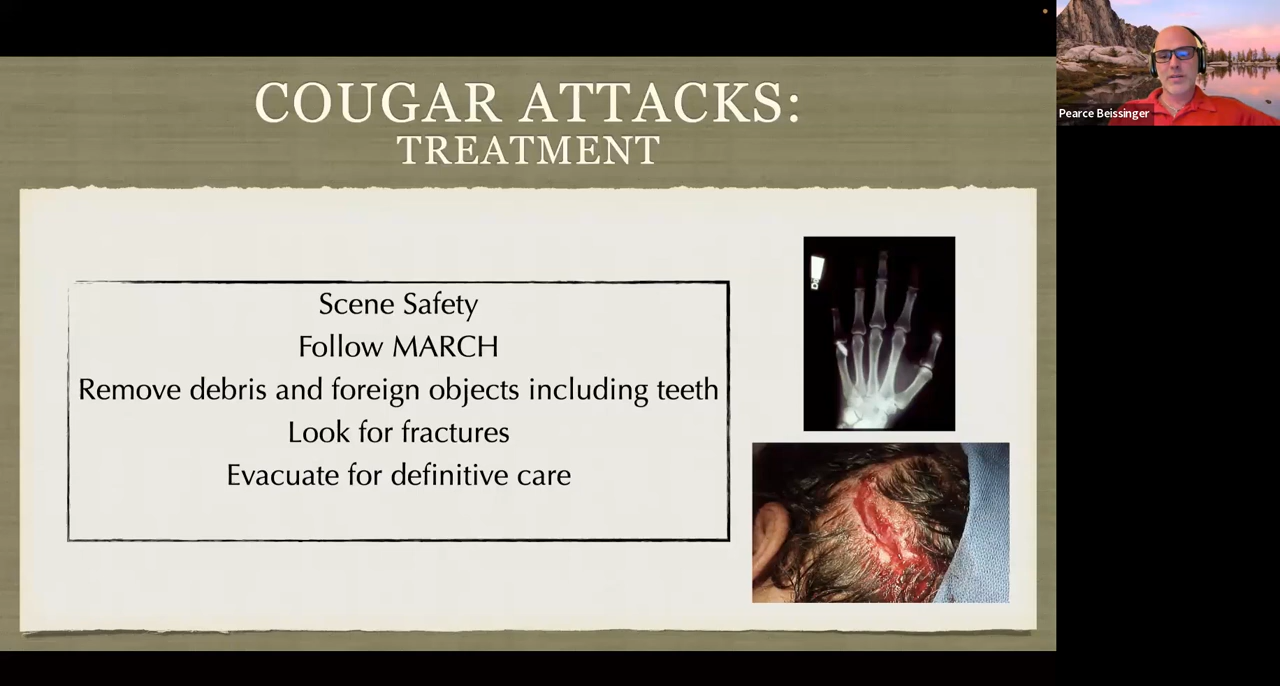 COUGAR ATTACKS:
TREATMENT
Scene Safety
Follow MARCH
Remove debris and foreign objects including teeth
Look for fractures
Evacuate for definitive care
Pearce Beissinger